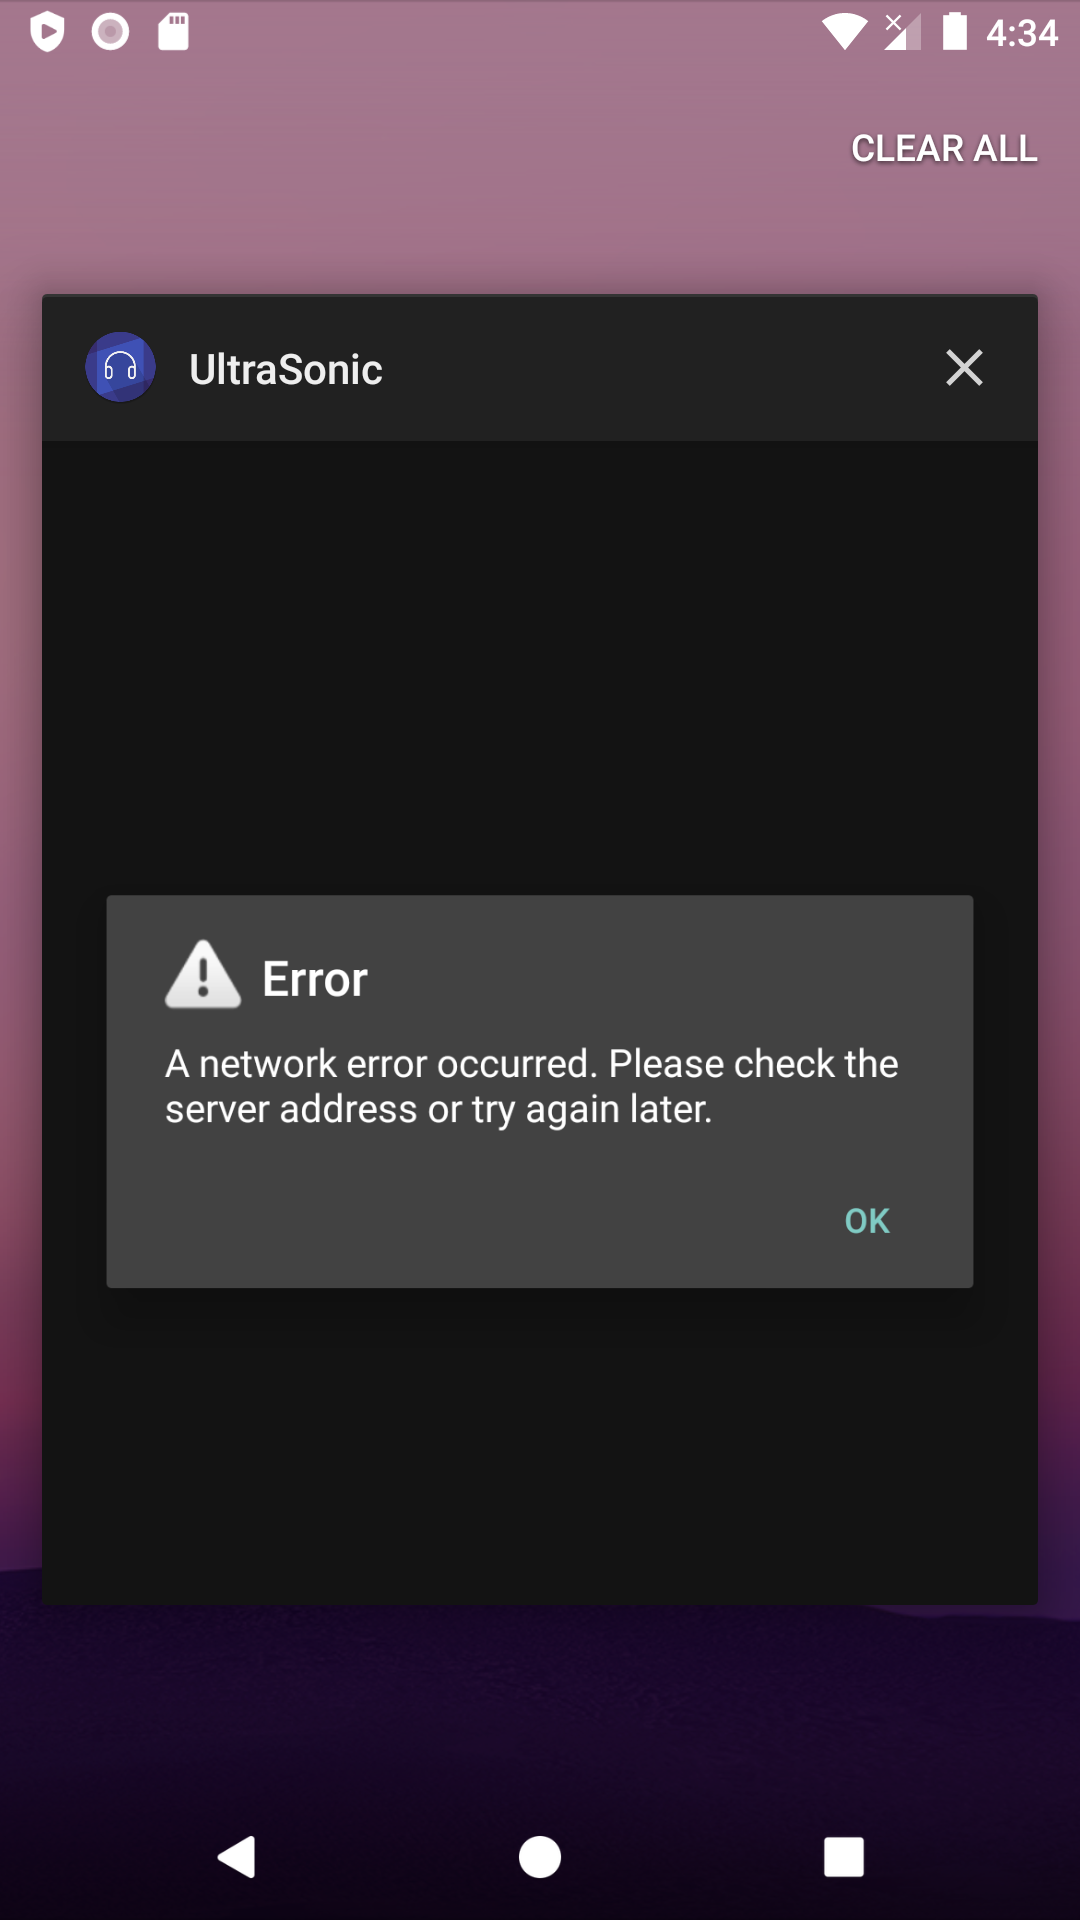 4:34
CLEAR ALL
UltraSonic
Error
A network error occurred. Please check the
server address or try again later.
OK